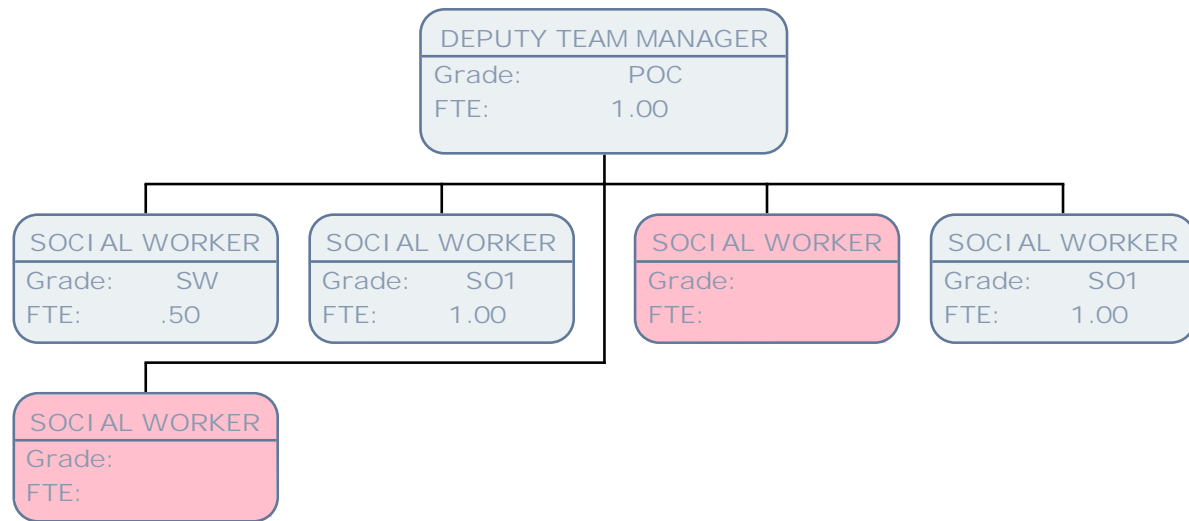 DEPUTY TEAM MANAGER
Grade: POC
FTE: 1.00
SOCIAL WORKER
Grade: SW
FTE: .50
SOCIAL WORKER
Grade: SO1
FTE: 1.00
SOCIAL WORKER
Grade:
FTE:
SOCIAL WORKER
Grade: SO1
FTE: 1.00
SOCIAL WORKER
Grade:
FTE: